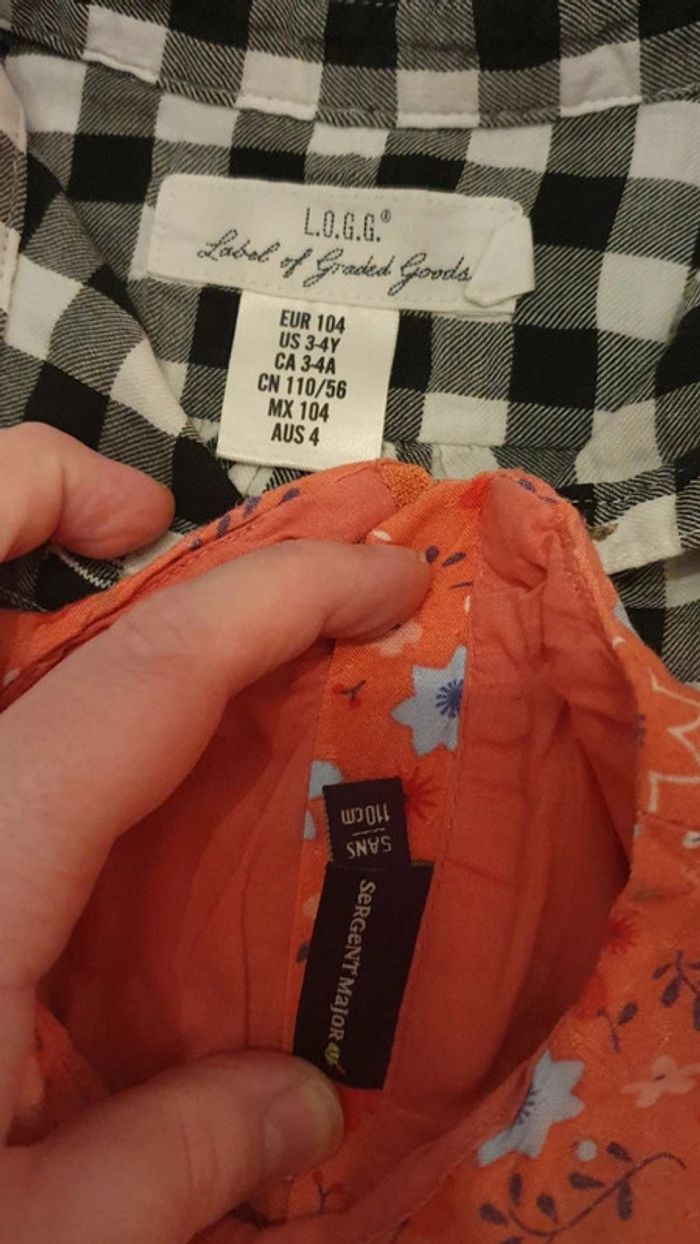 L.O.G.G.®
Label of Graded Goods
EUR 104
US 3-4Y
CA 3-4A
CN 110/56
MX 104
AUS 4
5ANS
110cm
SeRGeNT MaJoR